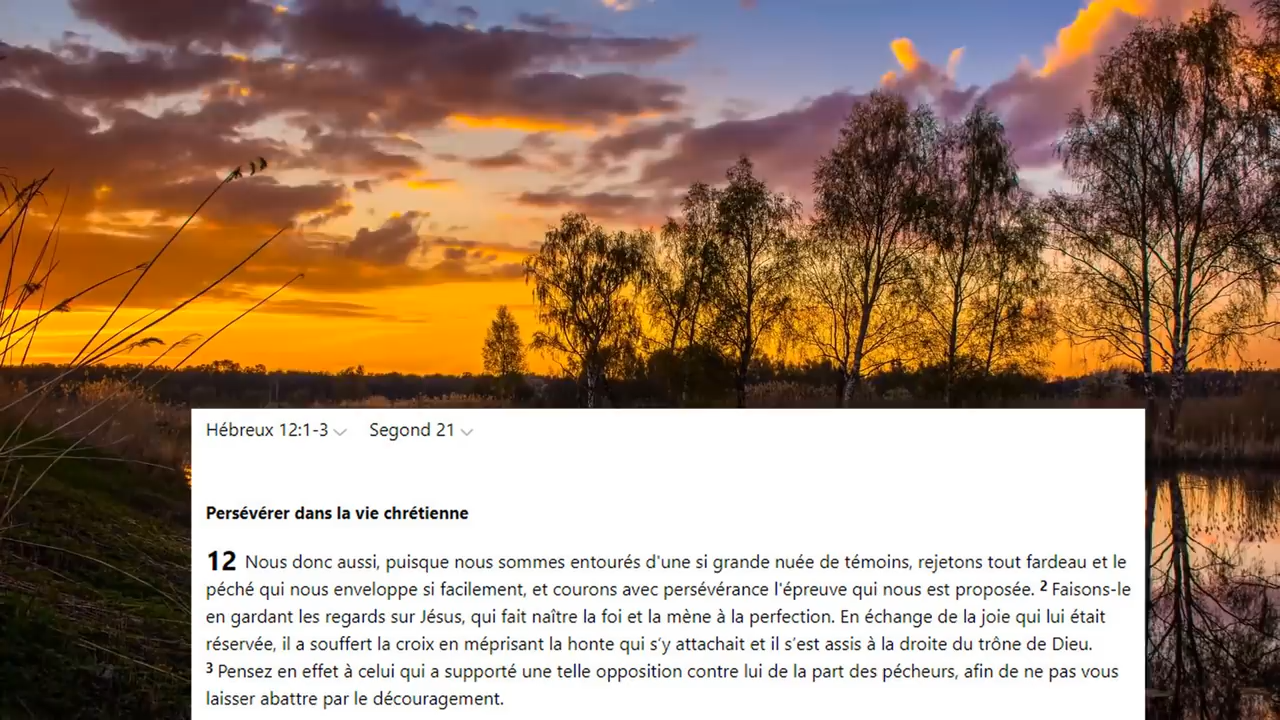 Hébreux 12:1-3 Segond 21
Persévérer dans la vie chrétienne
12 Nous donc aussi, puisque nous sommes entourés d'une si grande nuée de témoins, rejetons tout fardeau et le
péché qui nous enveloppe si facilement, et courons avec persévérance l'épreuve qui nous est proposée. 2 Faisons-le
en gardant les regards sur Jésus, qui fait naître la foi et la mène à la perfection. En échange de la joie qui lui était
réservée, il a souffert la croix en méprisant la honte qui s’y attachait et il s’est assis à la droite du trône de Dieu.
3 Pensez en effet à celui qui a supporté une telle opposition contre lui de la part des pécheurs, afin de ne pas vous
laisser abattre par le découragement.